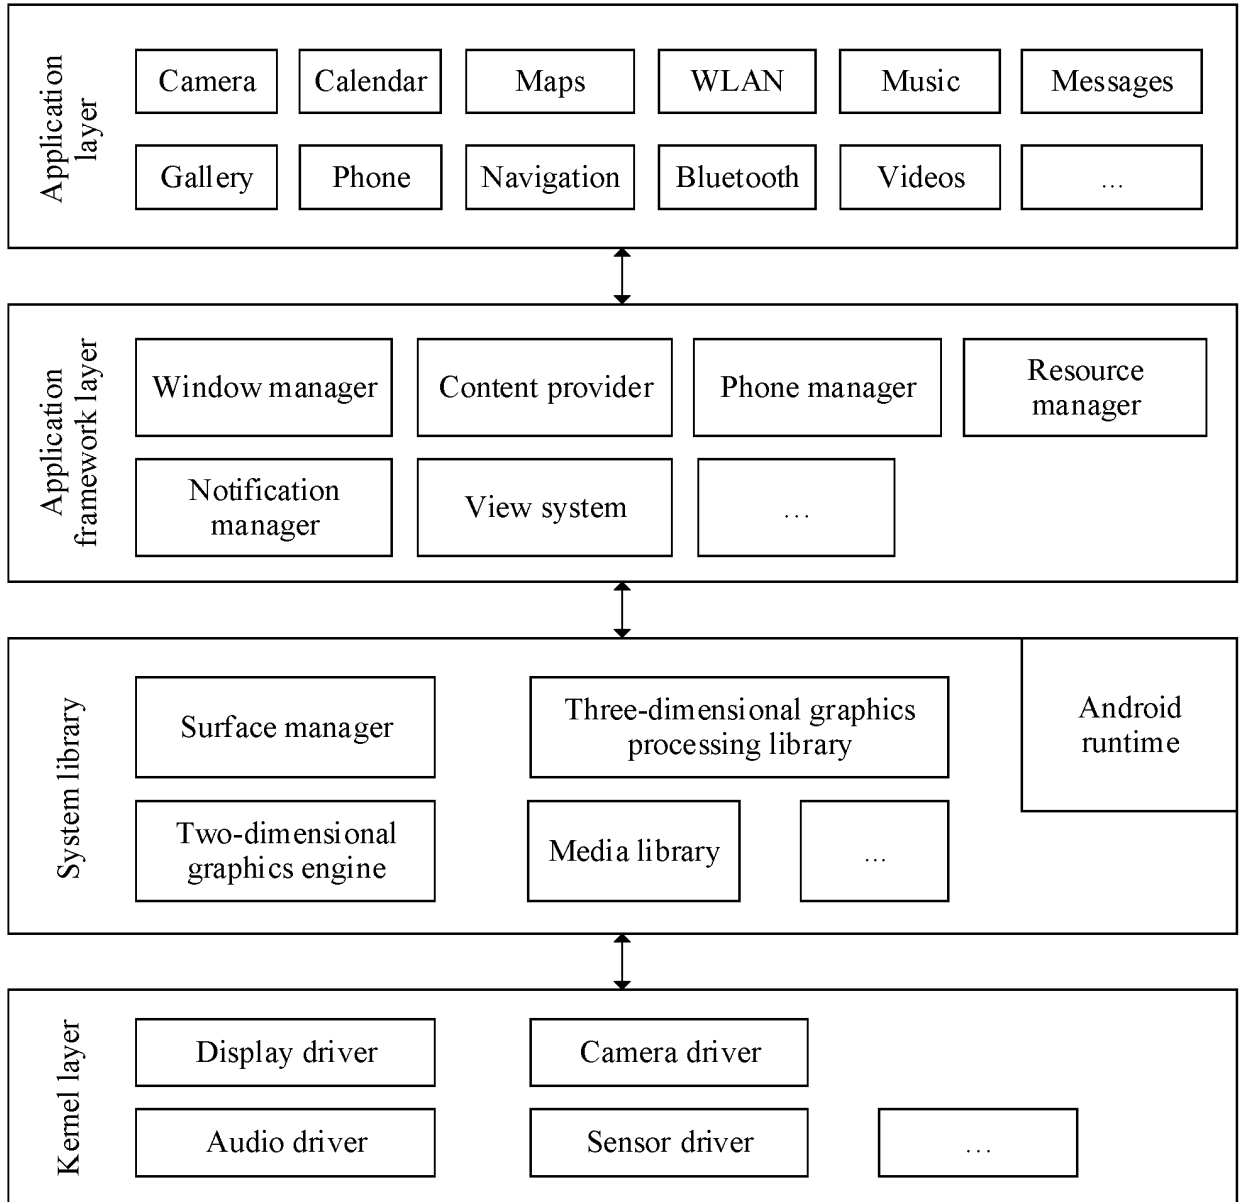 Application
layer
Camera
Calendar
Maps
WLAN
Music
Messages
Gallery
Phone
Navigation
Bluetooth
Videos
...
Application
framework layer
Window manager
Content provider
Phone manager
Resource
manager
Notification
manager
View system
...
System library
Surface manager
Three-dimensional graphics
processing library
Android
runtime
Two-dimensional
graphics engine
Media library
...
Kernel layer
Display driver
Camera driver
Audio driver
Sensor driver
...